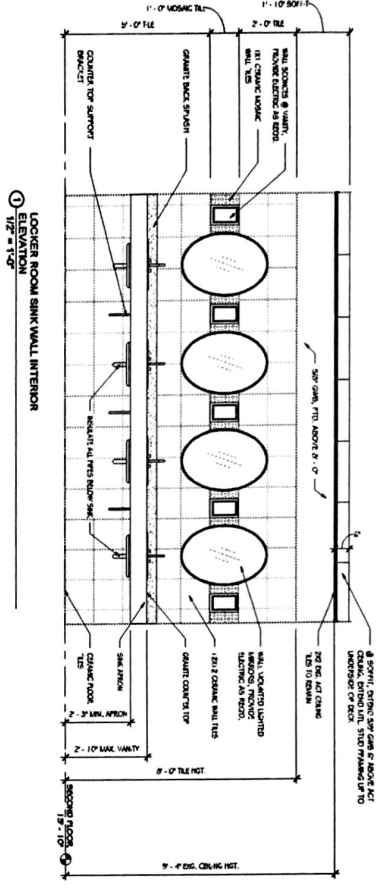 1' - 10" SOFFIT
2' - 0" TILE
1' - 0" MOSAIC TILE
5' - 0" TILE
WALL SCONCES @ VANITY,
PROVIDE ELECTRIC AS REQ'D.
1X1 CERAMIC MOSAIC
WALL TILES
GRANITE BACK SPLASH
COUNTER TOP SUPPORT
BRACKET
5/8" GWB, PTD. ABOVE 8' - 0"
INSULATE ALL PIPES BELOW SINK
@ SOFFIT, EXTEND 5/8" GWB 6" ABOVE ACT
CEILING, EXTEND MTL. STUD FRAMING UP TO
UNDERSIDE OF DECK
2X2 EXG. ACT CEILING
TILES TO REMAIN
WALL MOUNTED LIGHTED
MIRRORS, PROVIDE
ELECTRIC AS REQ'D.
12X12 CERAMIC WALL TILES
GRANITE COUNTER TOP
SINK APRON
CERAMIC FLOOR
TILES
2' - 3" MIN. APRON
2' - 10" MAX. VANITY
8' - 0" TILE HGT.
9' - 4" EXG. CEILING HGT.
SECOND FLOOR
13' - 10"
1
LOCKER ROOM SINK WALL INTERIOR
ELEVATION
1/2" = 1'-0"